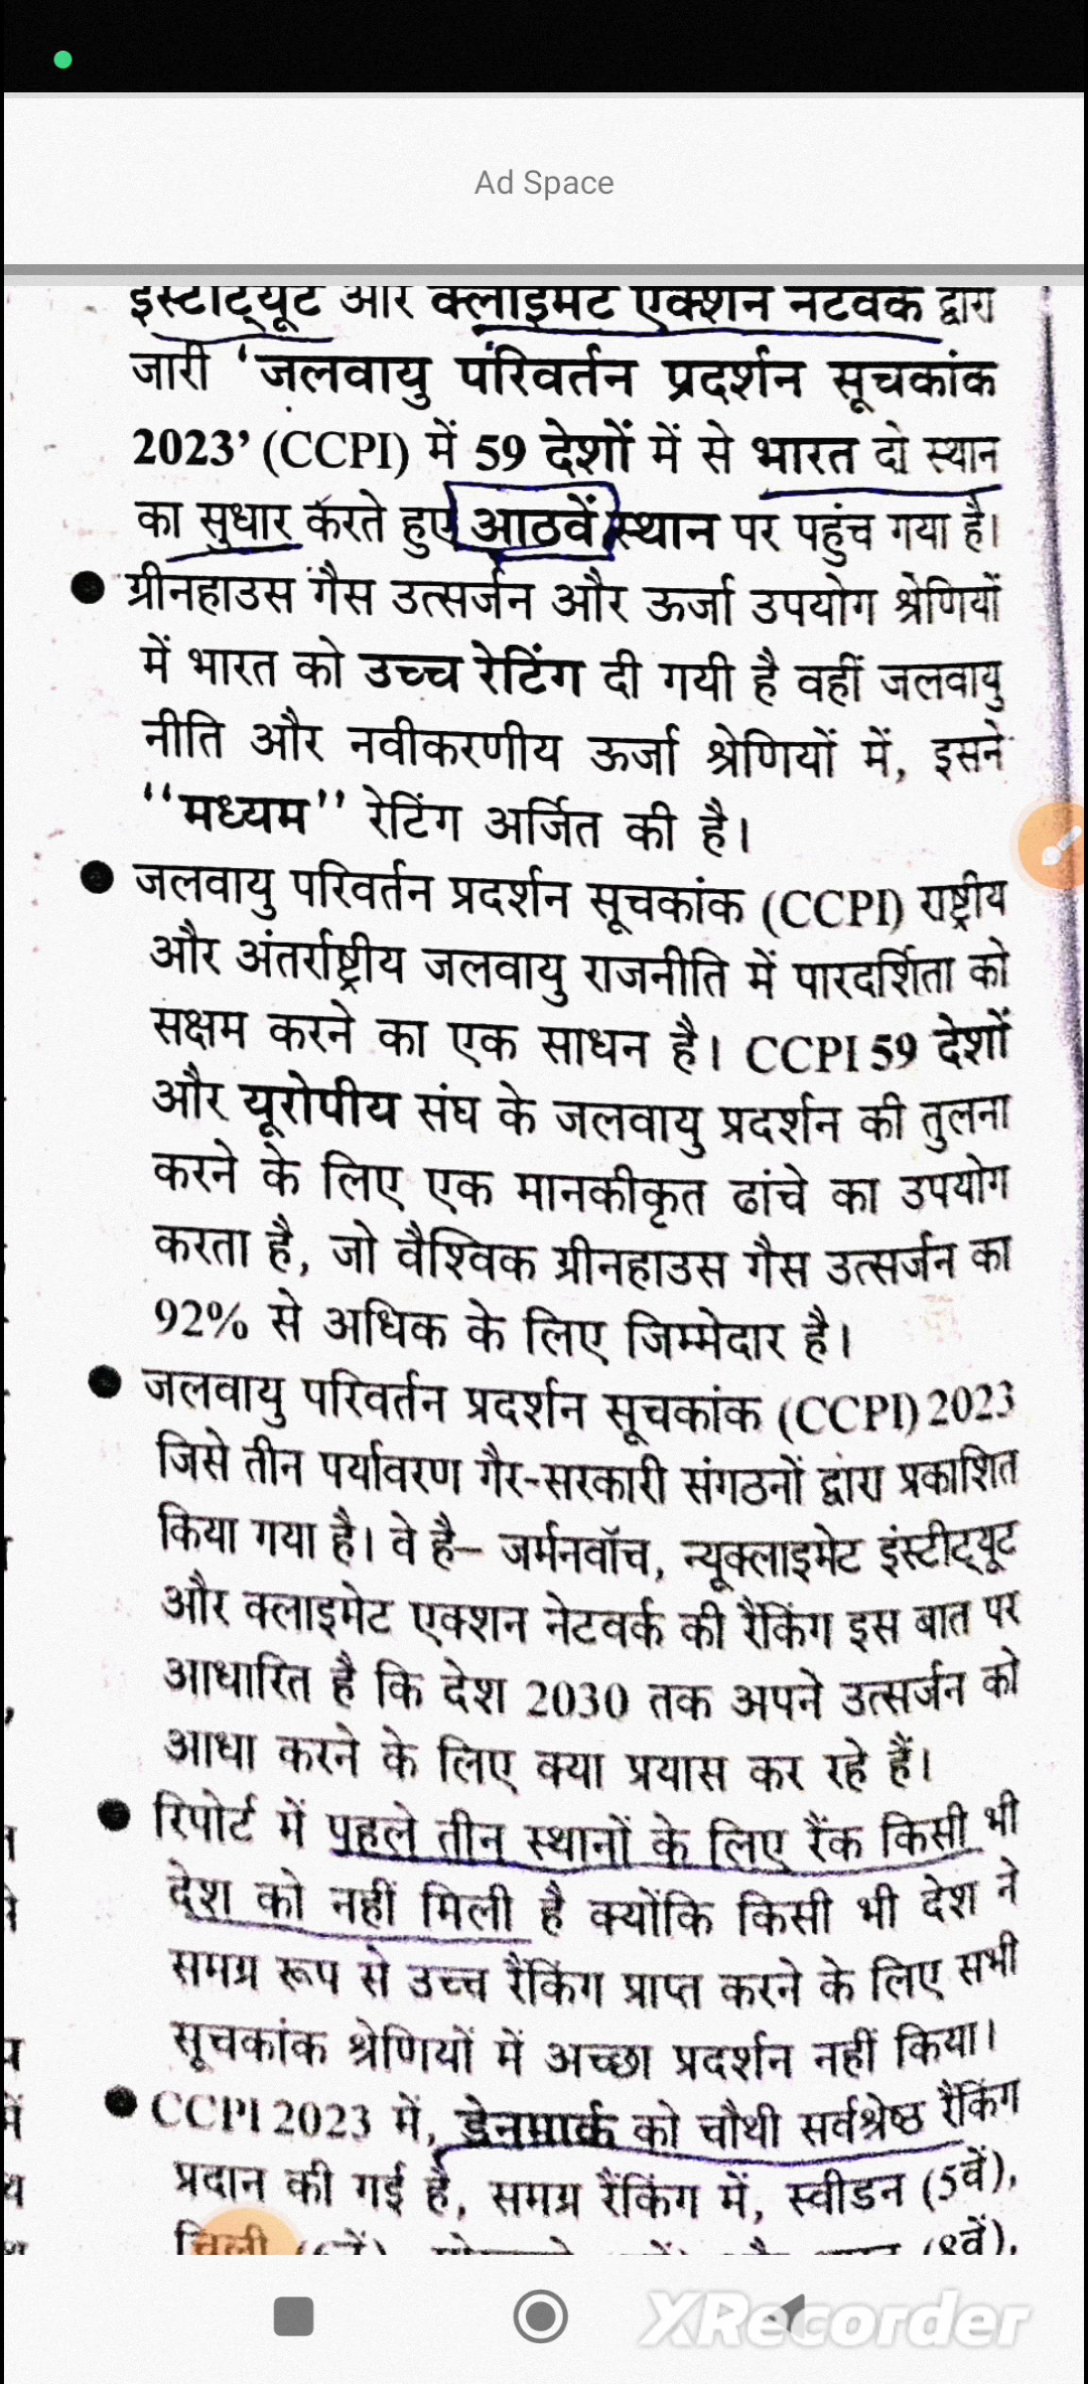 Ad Space
इंस्टीट्यूट और क्लाइमेट एक्शन नेटवर्क द्वारा
जारी ‘जलवायु परिवर्तन प्रदर्शन सूचकांक
2023’ (CCPI) में 59 देशों में से भारत दो स्थान
का सुधार करते हुए आठवें स्थान पर पहुंच गया है।
● ग्रीनहाउस गैस उत्सर्जन और ऊर्जा उपयोग श्रेणियों
में भारत को उच्च रेटिंग दी गयी है वहीं जलवायु
नीति और नवीकरणीय ऊर्जा श्रेणियों में, इसने
‘‘मध्यम’’ रेटिंग अर्जित की है।
● जलवायु परिवर्तन प्रदर्शन सूचकांक (CCPI) राष्ट्रीय
और अंतर्राष्ट्रीय जलवायु राजनीति में पारदर्शिता को
सक्षम करने का एक साधन है। CCPI 59 देशों
और यूरोपीय संघ के जलवायु प्रदर्शन की तुलना
करने के लिए एक मानकीकृत ढांचे का उपयोग
करता है, जो वैश्विक ग्रीनहाउस गैस उत्सर्जन का
92% से अधिक के लिए जिम्मेदार है।
● जलवायु परिवर्तन प्रदर्शन सूचकांक (CCPI) 2023
जिसे तीन पर्यावरण गैर-सरकारी संगठनों द्वारा प्रकाशित
किया गया है। वे है– जर्मनवॉच, न्यूक्लाइमेट इंस्टीट्यूट
और क्लाइमेट एक्शन नेटवर्क की रैंकिंग इस बात पर
आधारित है कि देश 2030 तक अपने उत्सर्जन को
आधा करने के लिए क्या प्रयास कर रहे हैं।
● रिपोर्ट में पहले तीन स्थानों के लिए रैंक किसी भी
देश को नहीं मिली है क्योंकि किसी भी देश ने
समग्र रूप से उच्च रैंकिंग प्राप्त करने के लिए सभी
सूचकांक श्रेणियों में अच्छा प्रदर्शन नहीं किया।
● CCPI 2023 में, डेनमार्क को चौथी सर्वश्रेष्ठ रैंकिंग
प्रदान की गई है, समग्र रैंकिंग में, स्वीडन (5वें),
चिली (8वें),
XRecorder